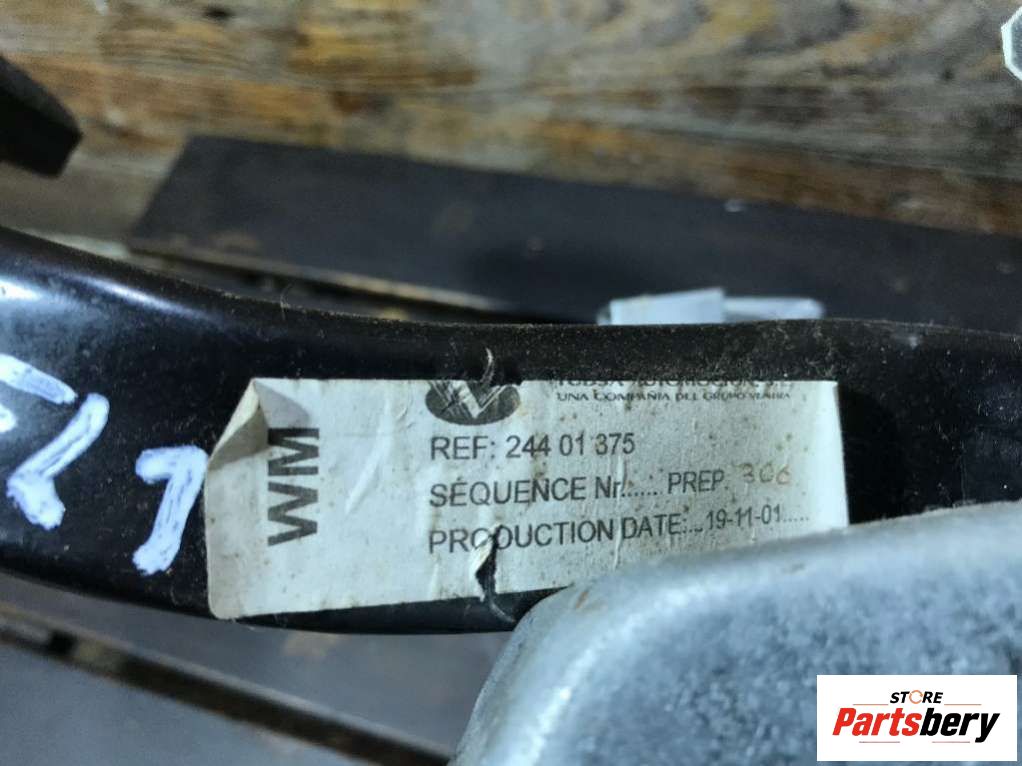 UNA COMPAÑIA DEL GRUPO
WM
REF: 244 01 375
SÉQUENCE Nr...... PREP. 306
PRODUCTION DATE:...19-11-01.....
STORE
Partsbery